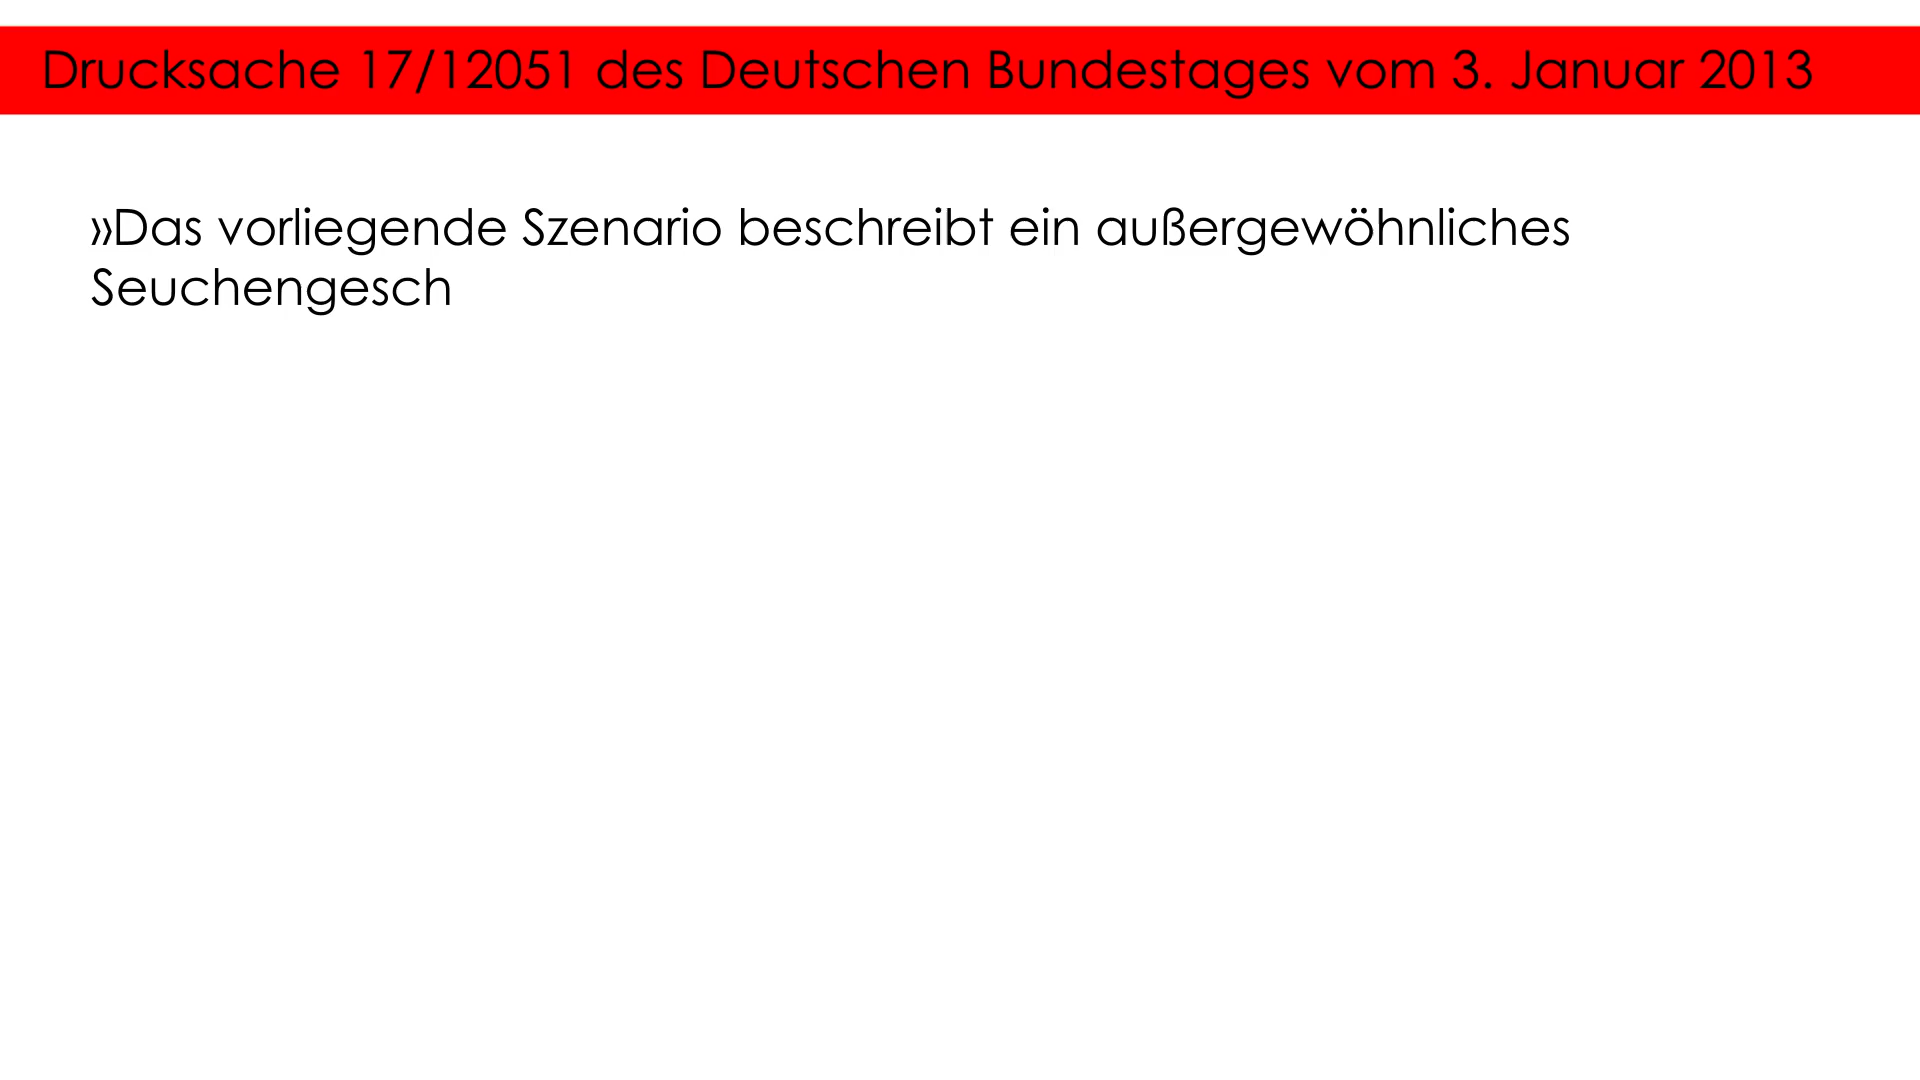 Drucksache 17/12051 des Deutschen Bundestages vom 3. Januar 2013
»Das vorliegende Szenario beschreibt ein außergewöhnliches
Seuchengesch